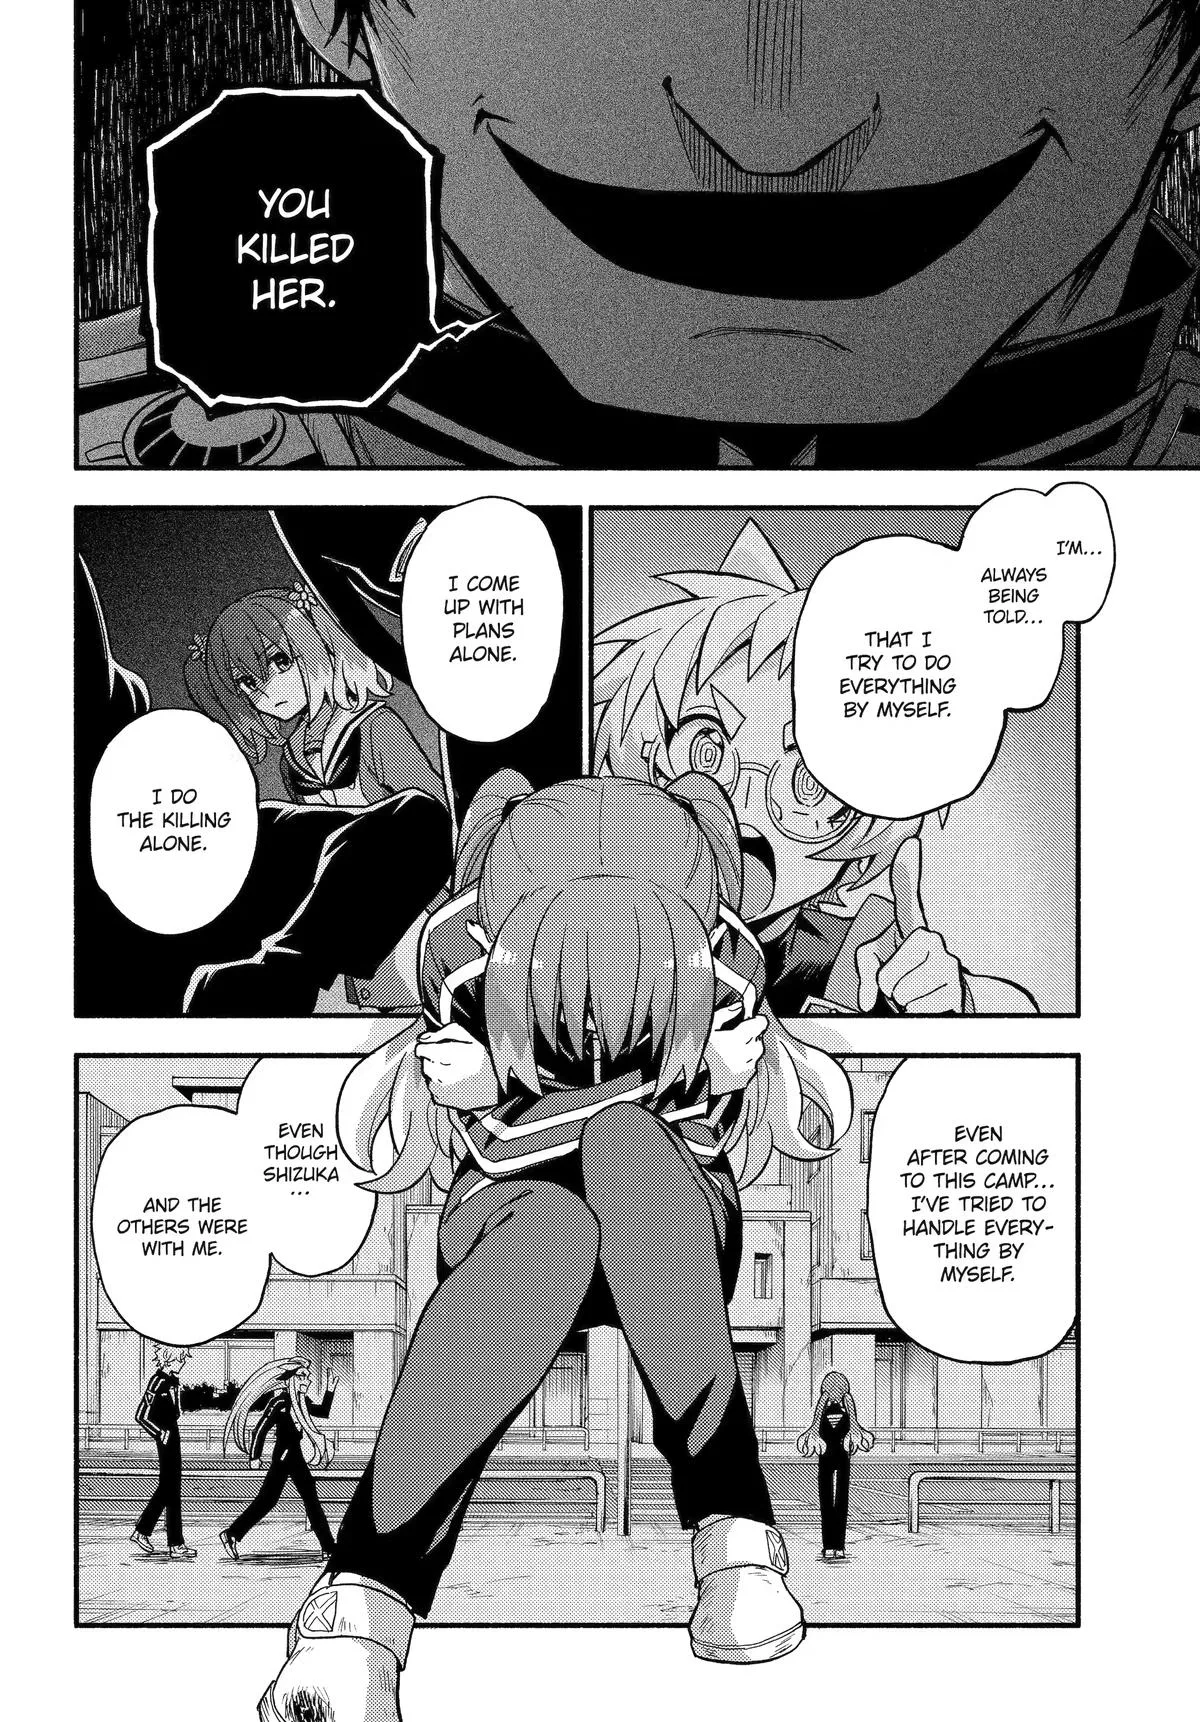 YOU
KILLED
HER.
I'M...
ALWAYS
BEING
TOLD...
THAT I
TRY TO DO
EVERYTHING
BY MYSELF.
I COME
UP WITH
PLANS
ALONE.
I DO
THE KILLING
ALONE.
EVEN
AFTER COMING
TO THIS CAMP...
I'VE TRIED TO
HANDLE EVERY-
THING BY
MYSELF.
EVEN
THOUGH
SHIZUKA
...
AND THE
OTHERS WERE
WITH ME.